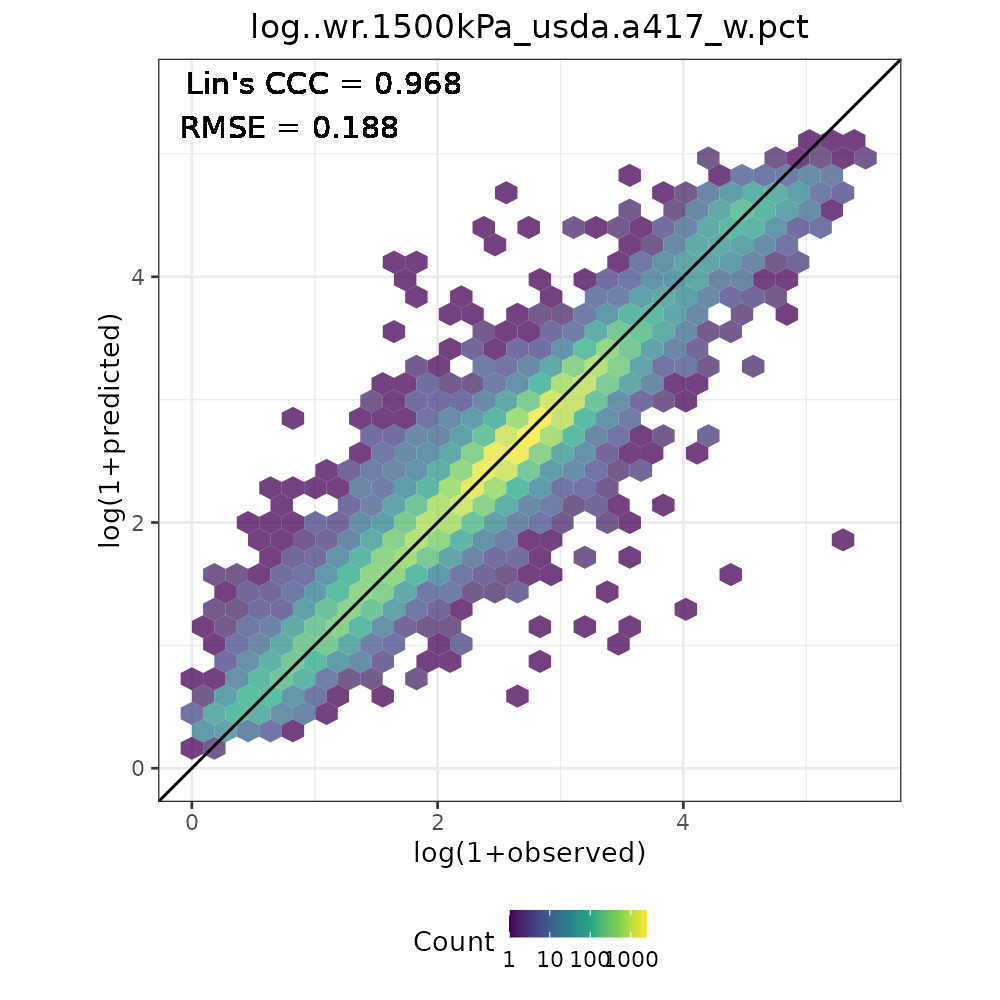 log..wr.1500kPa_usda.a417_w.pct
Lin's CCC = 0.968
RMSE = 0.188
log(1+predicted)
4
2
0
0 2 4
log(1+observed)
Count
1 10 100 1000